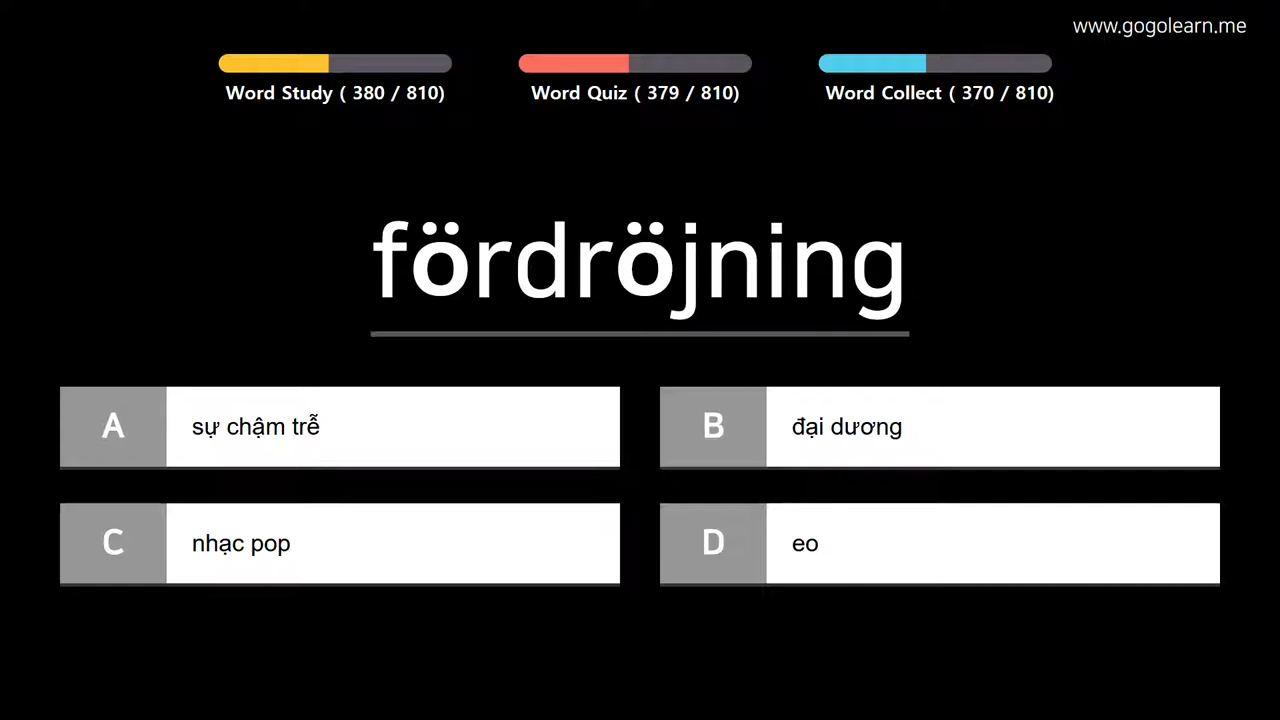 www.gogolearn.me
Word Study ( 380 / 810)
Word Quiz ( 379 / 810)
Word Collect ( 370 / 810)
fördröjning
A sự chậm trễ
B đại dương
C nhạc pop
D eo